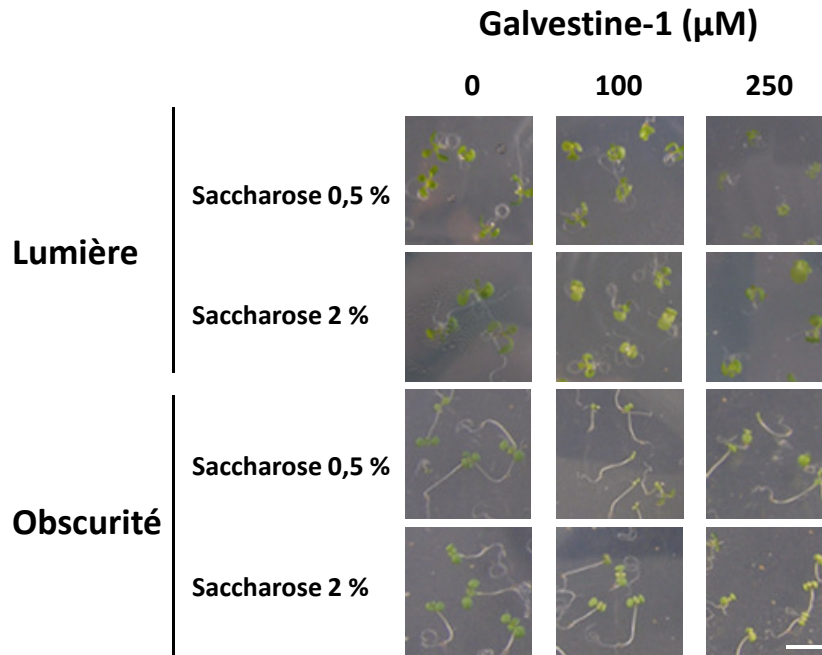 Galvestine-1 (µM)
0 100 250
Lumière
Saccharose 0,5 %
Saccharose 2 %
Obscurité
Saccharose 0,5 %
Saccharose 2 %